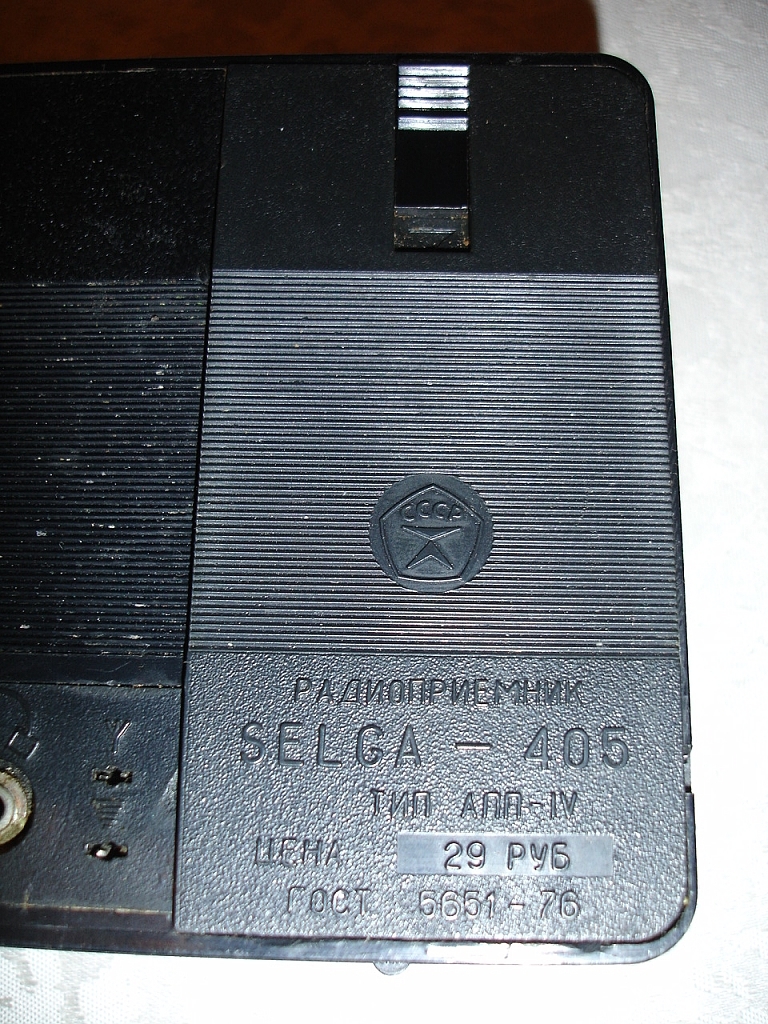 СССР
РАДИОПРИЕМНИК
SELGA – 405
ТИП АПП-IV
ЦЕНА 29 РУБ
ГОСТ 5651-76